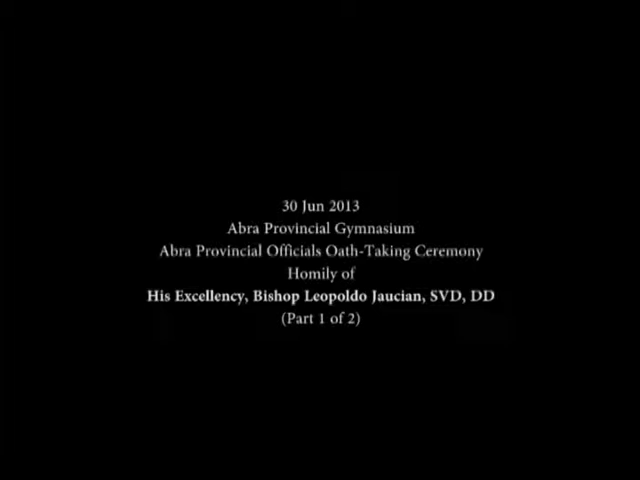 30 Jun 2013
Abra Provincial Gymnasium
Abra Provincial Officials Oath-Taking Ceremony
Homily of
His Excellency, Bishop Leopoldo Jaucian, SVD, DD
(Part 1 of 2)